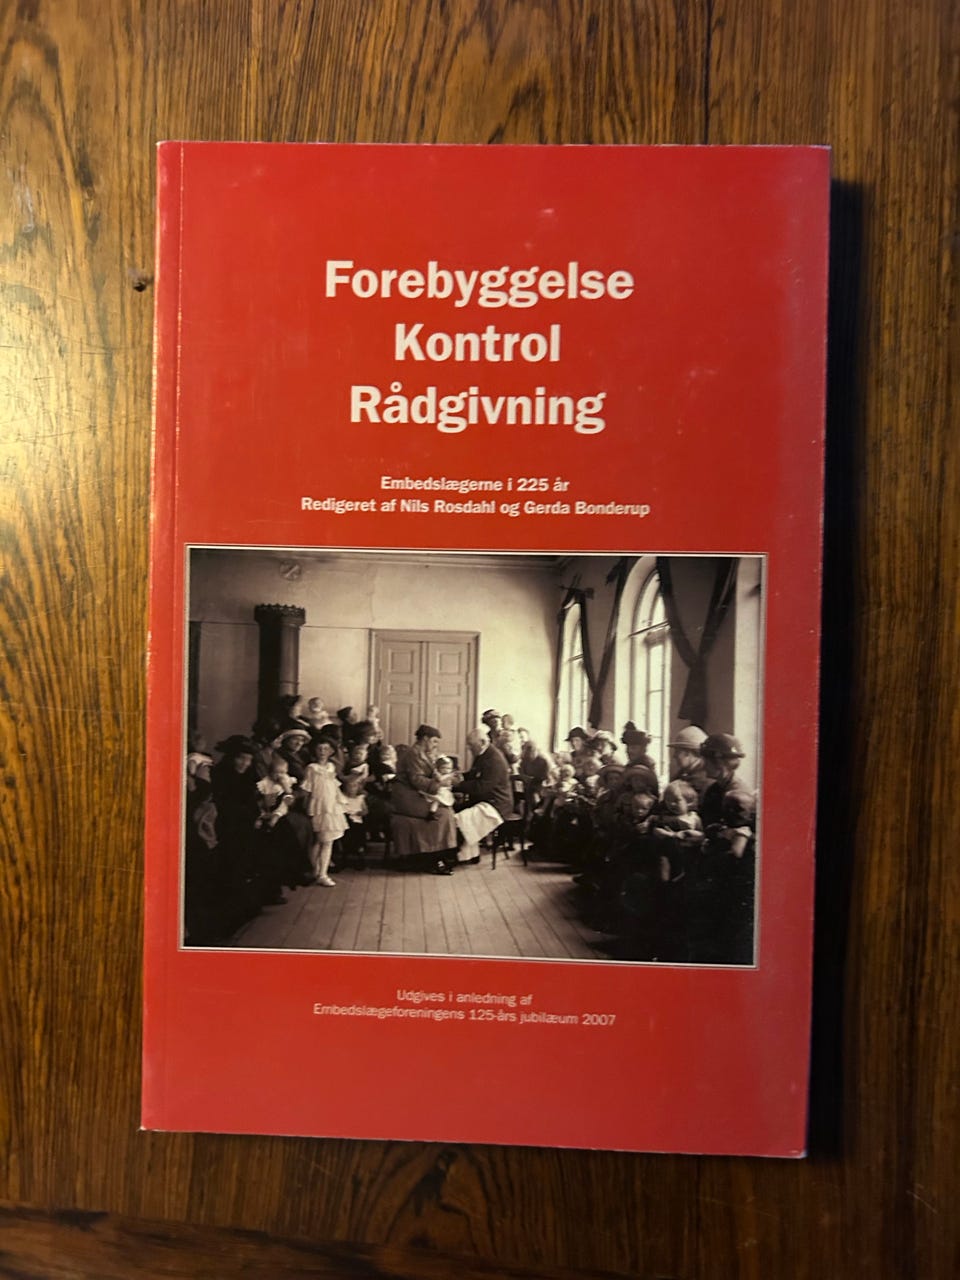 Forebyggelse
Kontrol
Rådgivning
Embedslægerne i 225 år
Redigeret af Nils Rosdahl og Gerda Bonderup
Udgives i anledning af
Embedslægeforeningens 125-års jubilæum 2007